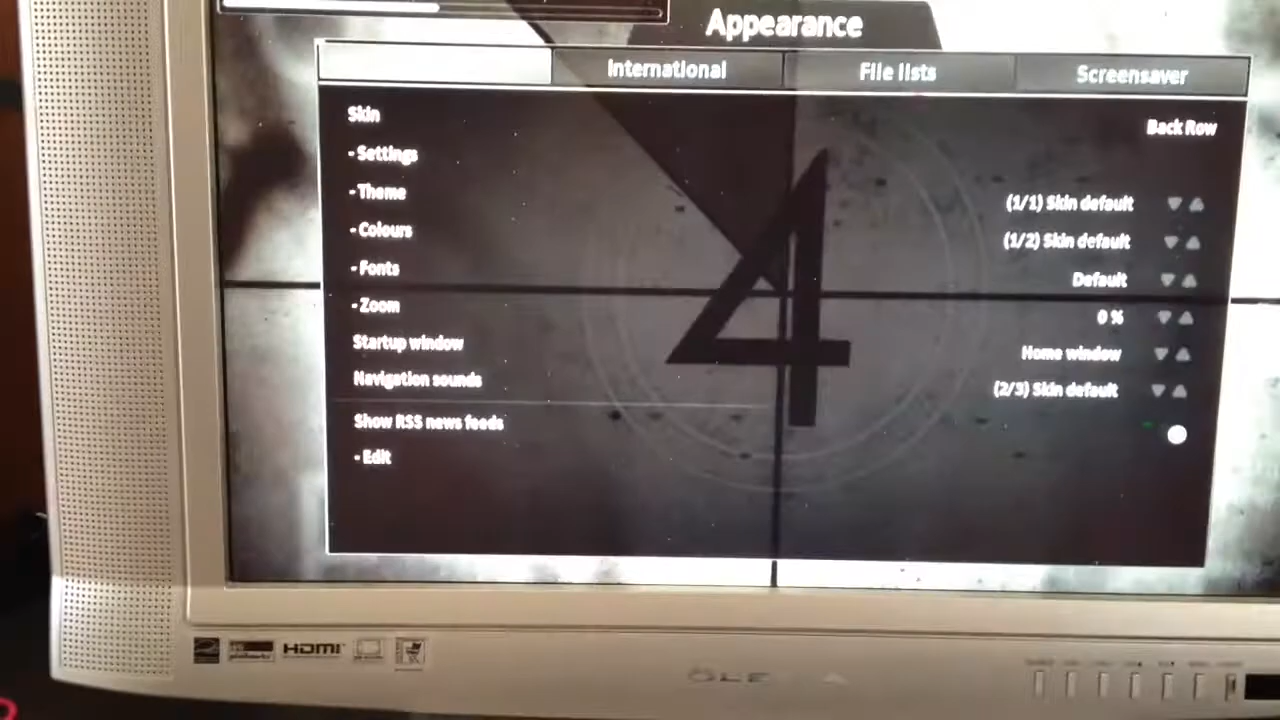 Appearance
International
File lists
Screensaver
Skin
Back Row
- Settings
- Theme
(1/1) Skin default
- Colours
(1/2) Skin default
- Fonts
Default
- Zoom
0 %
Startup window
Home window
Navigation sounds
(2/3) Skin default
Show RSS news feeds
- Edit
4
HDMI